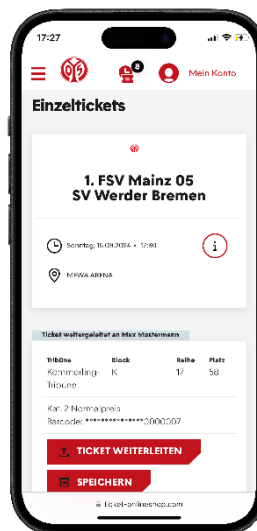 17:27
8
Mein Konto
Einzeltickets
1. FSV Mainz 05
SV Werder Bremen
Sonntag, 15.09.2024 • 17:30
i
MEWA ARENA
Ticket weitergeleitet an Max Mustermann
Tribüne Block Reihe Platz
Kömmerling- K 17 58
Tribüne
Kat. 2 Normalpreis
Barcode: ***************0000007
TICKET WEITERLEITEN
SPEICHERN
ticket-onlineshop.com